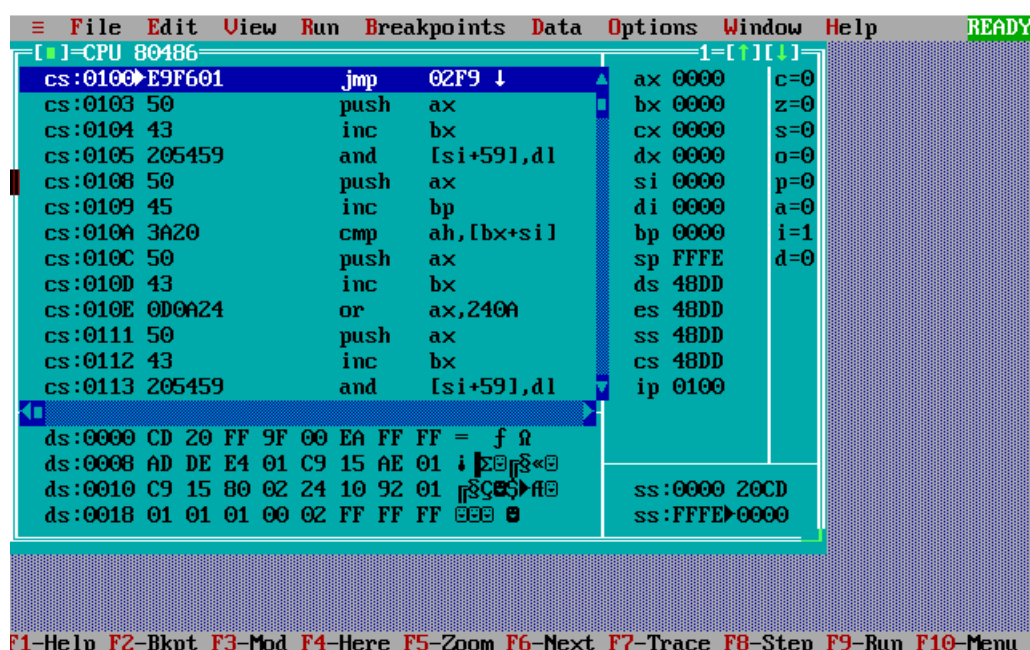 ≡ File Edit View Run Breakpoints Data Options Window Help READY
[■]=CPU 80486 1=[↑][↓]
cs:0100►E9F601 jmp 02F9 ↓ ax 0000 c=0
cs:0103 50 push ax bx 0000 z=0
cs:0104 43 inc bx cx 0000 s=0
cs:0105 205459 and [si+59],dl dx 0000 o=0
cs:0108 50 push ax si 0000 p=0
cs:0109 45 inc bp di 0000 a=0
cs:010A 3A20 cmp ah,[bx+si] bp 0000 i=1
cs:010C 50 push ax sp FFFE d=0
cs:010D 43 inc bx ds 48DD
cs:010E 0D0A24 or ax,240A es 48DD
cs:0111 50 push ax ss 48DD
cs:0112 43 inc bx cs 48DD
cs:0113 205459 and [si+59],dl ip 0100
ds:0000 CD 20 FF 9F 00 EA FF FF = ƒ Ω
ds:0008 AD DE E4 01 C9 15 AE 01 ¡▐Σ☺╔§«☺
ds:0010 C9 15 80 02 24 10 92 01 ╔§Ç☻$►Æ☺ ss:0000 20CD
ds:0018 01 01 01 00 02 FF FF FF ☺☺☺ ☻ ss:FFFE►0000
F1-Help F2-Bkpt F3-Mod F4-Here F5-Zoom F6-Next F7-Trace F8-Step F9-Run F10-Menu